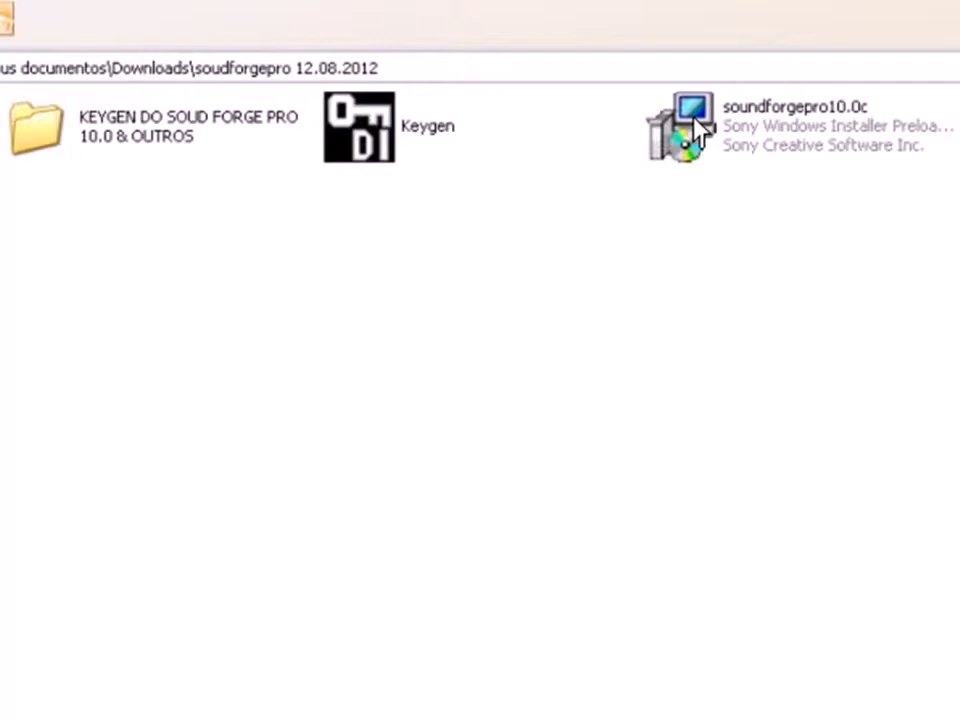 us documentos\Downloads\soudforgepro 12.08.2012
KEYGEN DO SOUD FORGE PRO
10.0 & OUTROS
Keygen
soundforgepro10.0c
Sony Windows Installer Preloa...
Sony Creative Software Inc.